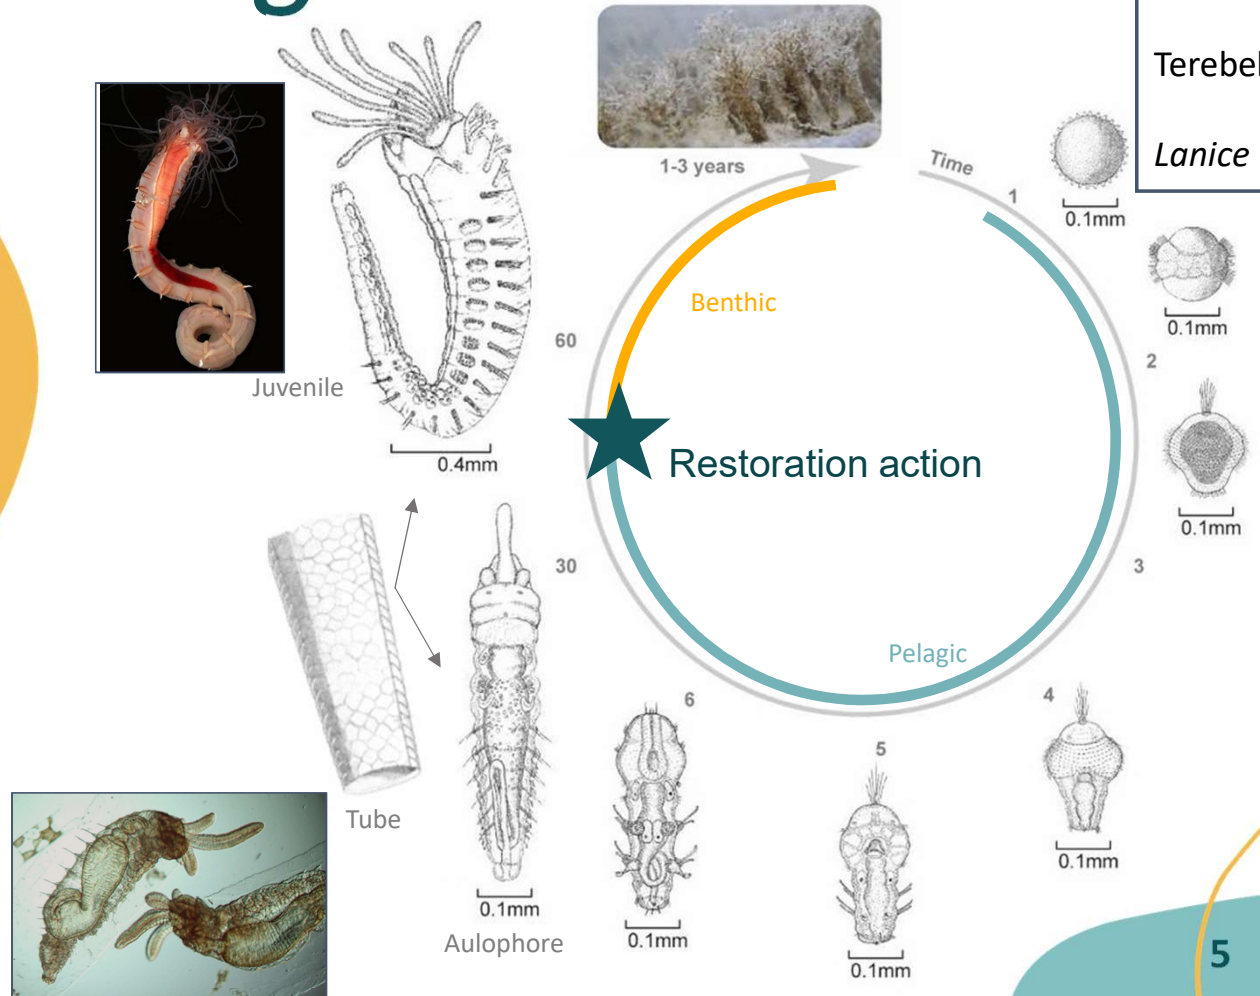 Terebel
Lanice
1-3 years
Time
1
0.1mm
0.1mm
2
0.1mm
3
4
0.1mm
5
0.1mm
6
0.1mm
30
0.1mm
Aulophore
Tube
60
0.4mm
Juvenile
Benthic
Restoration action
Pelagic
5